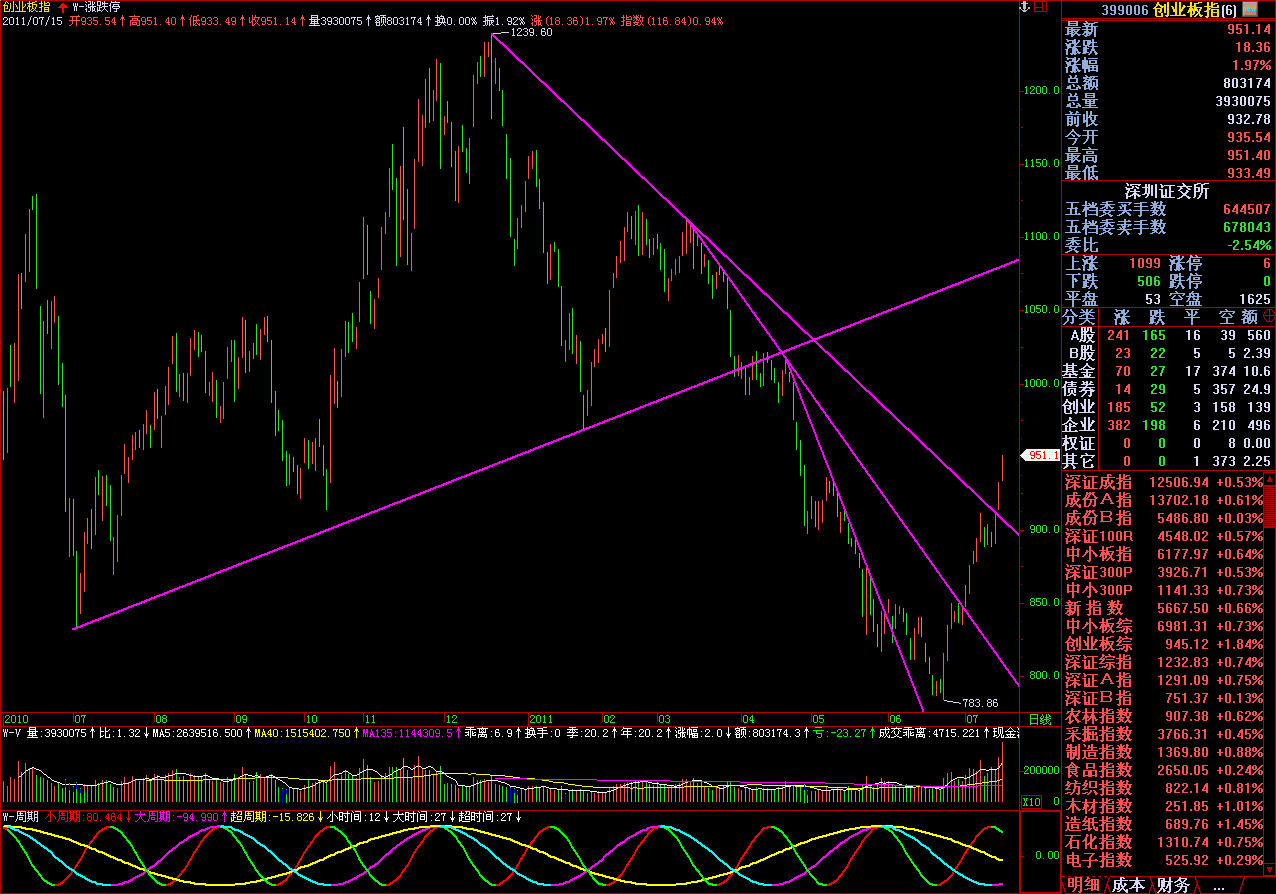 创业板指 W-涨跌停
2011/07/15 开935.54↑高951.40↑低933.49↑收951.14↑量3930075↑额803174↑换0.00% 振1.92% 涨(18.36)1.97% 指数(116.84)0.94%
1239.60
1200.0
1150.0
1100.0
1050.0
1000.0
951.1
900.0
850.0
800.0
783.86
2010 07 08 09 10 11 12 2011 02 03 04 05 06 07 日线
W-V 量:3930075↑比:1.32↓MA5:2639516.500↑MA40:1515402.750↑MA135:1144309.5↑乖离:6.9↑换手:0 季:20.2↑年:20.2↑涨幅:2.0↓额:803174.3↑亏:-23.27↑成交乖离:4715.221↑现金
200000
X10 0
W-周期 小周期:80.464↓大周期:-94.990↑超周期:-15.826↓小时间:12↓大时间:27↓超时间:27↓
0.00
399006 创业板指(6)
最新 951.14
涨跌 18.36
涨幅 1.97%
总额 803174
总量 3930075
前收 932.78
今开 935.54
最高 951.40
最低 933.49
深圳证交所
五档委买手数 644507
五档委卖手数 678043
委比 -2.54%
上涨 1099 涨停 6
下跌 506 跌停 0
平盘 53 空盘 1625
分类 涨 跌 平 空 额
A股 241 165 16 39 560
B股 23 22 5 5 2.39
基金 70 27 17 374 10.6
债券 14 29 5 357 24.9
创业 185 52 3 158 139
企业 382 198 6 210 496
权证 0 0 0 8 0.00
其它 0 0 1 373 2.25
深证成指 12506.94 +0.53%
成份A指 13702.18 +0.61%
成份B指 5486.80 +0.03%
深证100R 4548.02 +0.57%
中小板指 6177.97 +0.64%
深证300P 3926.71 +0.53%
中小300P 1141.33 +0.73%
新指数 5667.50 +0.66%
中小板综 6981.31 +0.73%
创业板综 945.12 +1.84%
深证综指 1232.83 +0.74%
深证A指 1291.09 +0.75%
深证B指 751.37 +0.13%
农林指数 907.38 +0.62%
采掘指数 3766.31 +0.45%
制造指数 1369.80 +0.88%
食品指数 2650.05 +0.24%
纺织指数 822.14 +0.81%
木材指数 251.85 +1.01%
造纸指数 689.76 +1.45%
石化指数 1310.74 +0.75%
电子指数 525.92 +0.29%
明细 成本 财务 ...